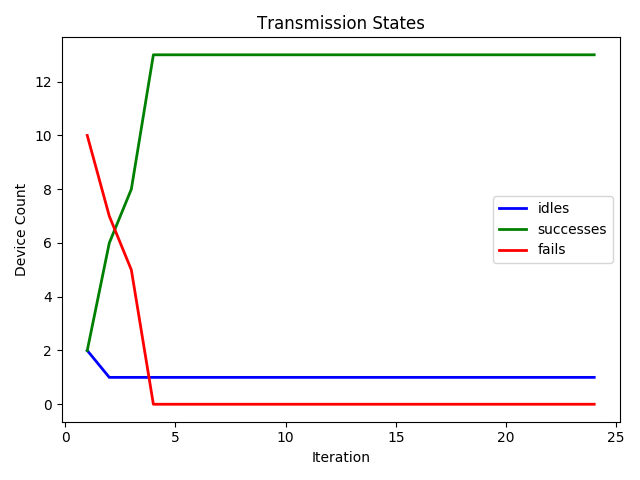 Transmission States
Device Count
12
10
8
6
4
2
0
idles
successes
fails
0 5 10 15 20 25
Iteration